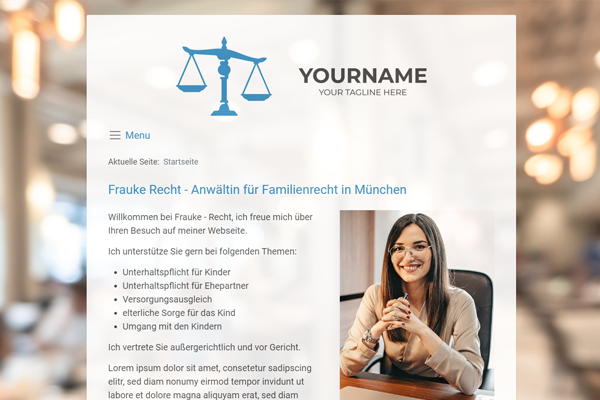 YOURNAME
YOUR TAGLINE HERE
Menu
Aktuelle Seite: Startseite
Frauke Recht - Anwältin für Familienrecht in München
Willkommen bei Frauke - Recht, ich freue mich über
Ihren Besuch auf meiner Webseite.
Ich unterstütze Sie gern bei folgenden Themen:
• Unterhaltspflicht für Kinder
• Unterhaltspflicht für Ehepartner
• Versorgungsausgleich
• elterliche Sorge für das Kind
• Umgang mit den Kindern
Ich vertrete Sie außergerichtlich und vor Gericht.
Lorem ipsum dolor sit amet, consetetur sadipscing
elitr, sed diam nonumy eirmod tempor invidunt ut
labore et dolore magna aliquyam erat, sed diam